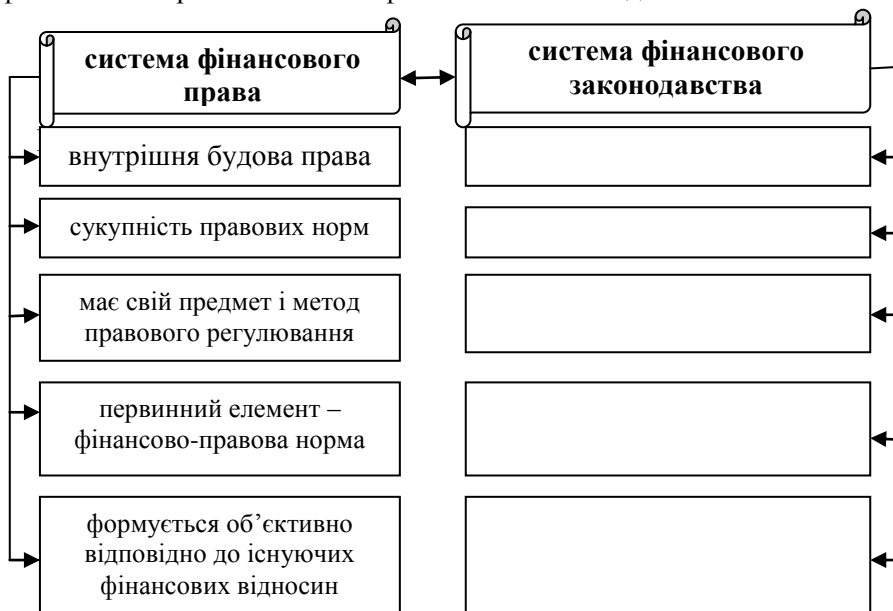 система фінансового
права
система фінансового
законодавства
внутрішня будова права
сукупність правових норм
має свій предмет і метод
правового регулювання
первинний елемент –
фінансово-правова норма
формується об’єктивно
відповідно до існуючих
фінансових відносин